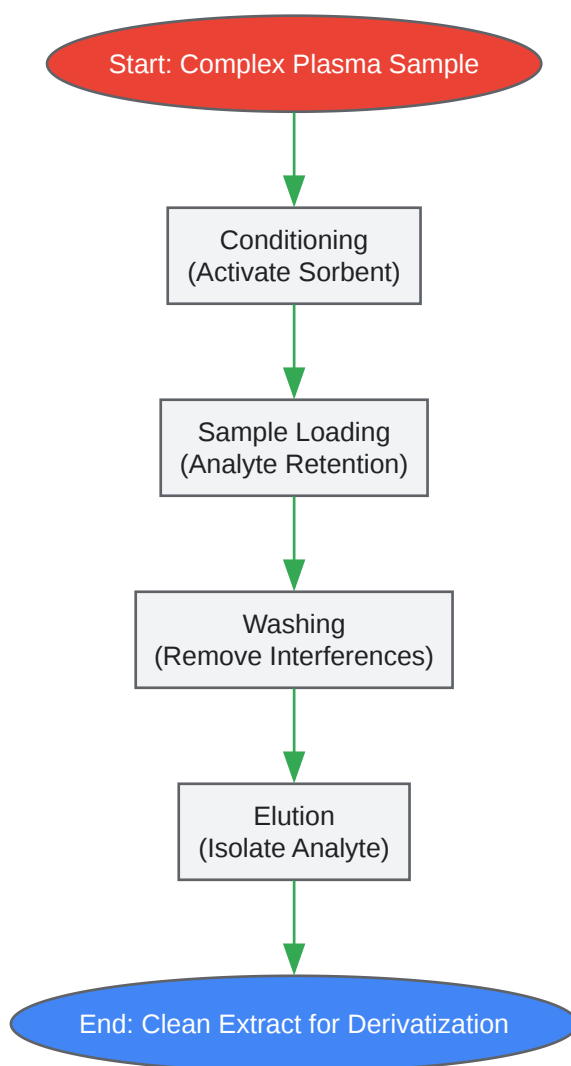 Start: Complex Plasma Sample
Conditioning
(Activate Sorbent)
Sample Loading
(Analyte Retention)
Washing
(Remove Interferences)
Elution
(Isolate Analyte)
End: Clean Extract for Derivatization